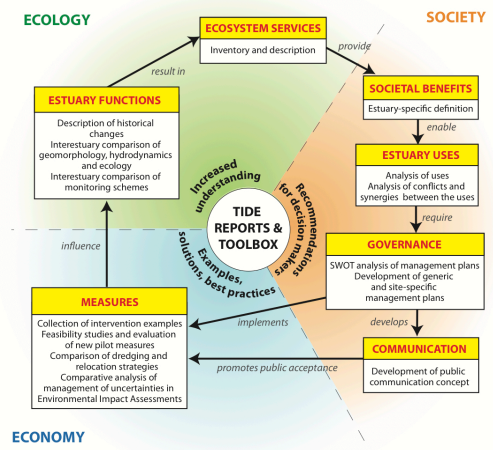 ECOLOGY
SOCIETY
ECONOMY
ECOSYSTEM SERVICES
Inventory and description
provide
SOCIETAL BENEFITS
Estuary-specific definition
enable
ESTUARY USES
Analysis of uses
Analysis of conflicts and
synergies between the uses
require
GOVERNANCE
SWOT analysis of management plans
Development of generic
and site-specific
management plans
develops
COMMUNICATION
Development of public
communication concept
implements
promotes public acceptance
MEASURES
Collection of intervention examples
Feasibility studies and evaluation
of new pilot measures
Comparison of dredging and
relocation strategies
Comparative analysis of
management of uncertainties in
Environmental Impact Assessments
influence
ESTUARY FUNCTIONS
Description of historical
changes
Interestuary comparison of
geomorphology, hydrodynamics
and ecology
Interestuary comparison of
monitoring schemes
result in
Increased
understanding
Recommendations
for decision makers
Examples,
solutions, best practices
TIDE
REPORTS &
TOOLBOX